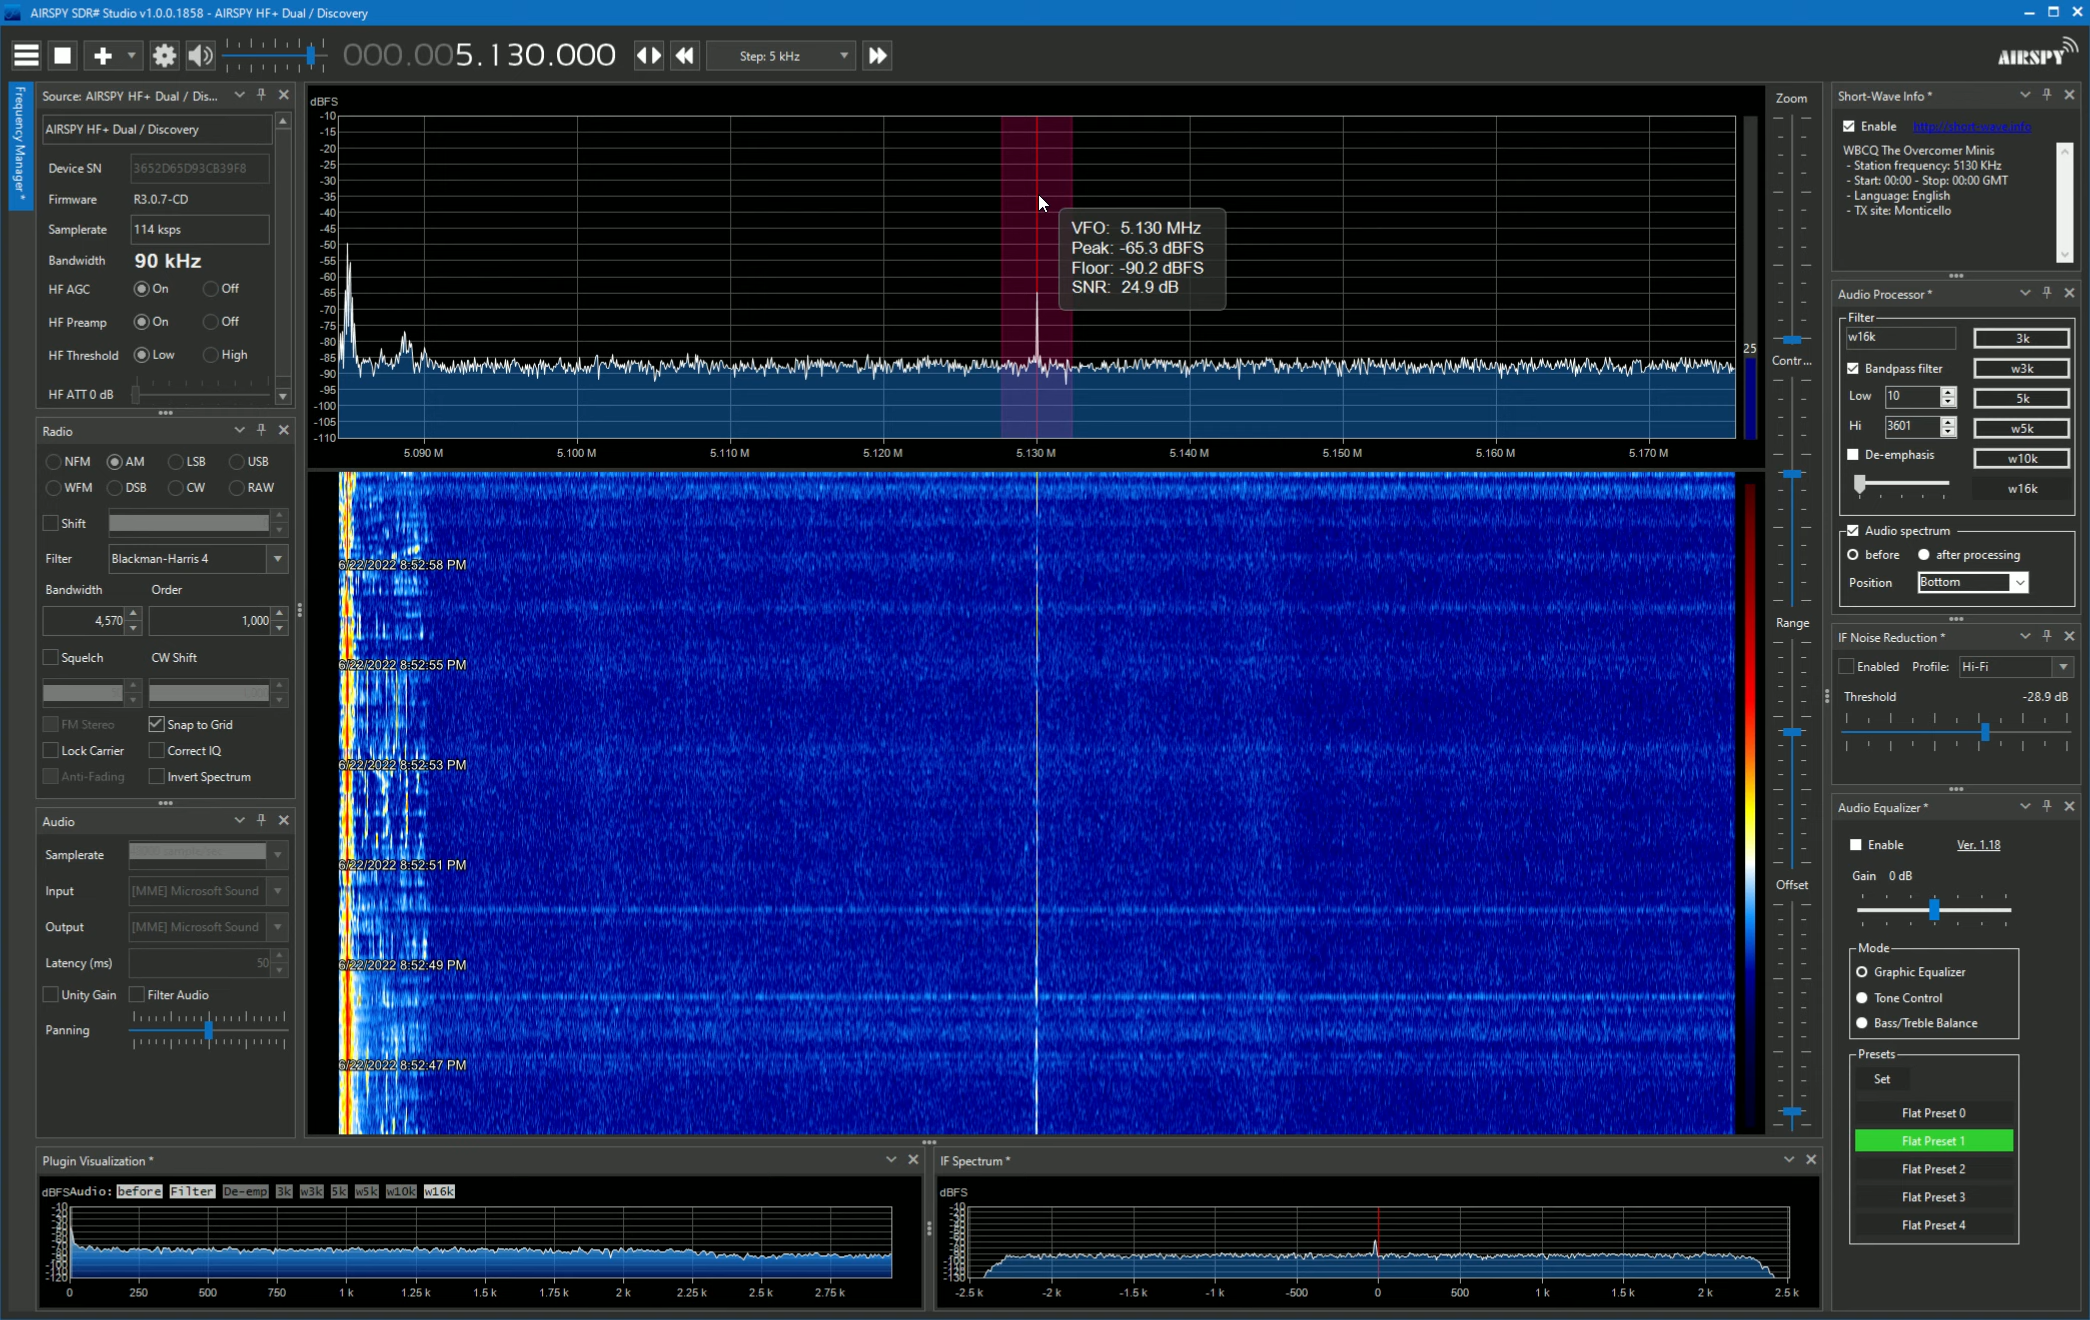 AIRSPY SDR# Studio v1.0.0.1858 - AIRSPY HF+ Dual / Discovery
000.005.130.000
Step: 5 kHz
AIRSPY
Frequency Manager *
Source: AIRSPY HF+ Dual / Dis...
AIRSPY HF+ Dual / Discovery
Device SN 3652D65D93CB39F8
Firmware R3.0.7-CD
Samplerate 114 ksps
Bandwidth 90 kHz
HF AGC On Off
HF Preamp On Off
HF Threshold Low High
HF ATT 0 dB
Radio
NFM AM LSB USB
WFM DSB CW RAW
Shift
Filter Blackman-Harris 4
Bandwidth Order
4,570 1,000
Squelch CW Shift
FM Stereo Snap to Grid
Lock Carrier Correct IQ
Anti-Fading Invert Spectrum
Audio
Samplerate
Input [MME] Microsoft Sound
Output [MME] Microsoft Sound
Latency (ms) 50
Unity Gain Filter Audio
Panning
dBFS
-10
-15
-20
-25
-30
-35
-40
-45
-50
-55
-60
-65
-70
-75
-80
-85
-90
-95
-100
-105
-110
5.090 M 5.100 M 5.110 M 5.120 M 5.130 M 5.140 M 5.150 M 5.160 M 5.170 M
VFO: 5.130 MHz
Peak: -65.3 dBFS
Floor: -90.2 dBFS
SNR: 24.9 dB
25
6/22/2022 8:52:58 PM
6/22/2022 8:52:55 PM
6/22/2022 8:52:53 PM
6/22/2022 8:52:51 PM
6/22/2022 8:52:49 PM
6/22/2022 8:52:47 PM
Zoom
Contr...
Range
Offset
Short-Wave Info *
Enable http://short-wave.info
WBCQ The Overcomer Minis
- Station frequency: 5130 KHz
- Start: 00:00 - Stop: 00:00 GMT
- Language: English
- TX site: Monticello
Audio Processor *
Filter
w16k 3k
Bandpass filter w3k
Low 10 5k
Hi 3601 w5k
De-emphasis w10k
w16k
Audio spectrum
before after processing
Position Bottom
IF Noise Reduction *
Enabled Profile: Hi-Fi
Threshold -28.9 dB
Audio Equalizer *
Enable Ver. 1.18
Gain 0 dB
Mode
Graphic Equalizer
Tone Control
Bass/Treble Balance
Presets
Set
Flat Preset 0
Flat Preset 1
Flat Preset 2
Flat Preset 3
Flat Preset 4
Plugin Visualization *
dBFS Audio: before Filter De-emp 3k w3k 5k w5k w10k w16k
-10
-120
0 250 500 750 1 k 1.25 k 1.5 k 1.75 k 2 k 2.25 k 2.5 k 2.75 k
IF Spectrum *
dBFS
-10
-130
-2.5 k -2 k -1.5 k -1 k -500 0 500 1 k 1.5 k 2 k 2.5 k